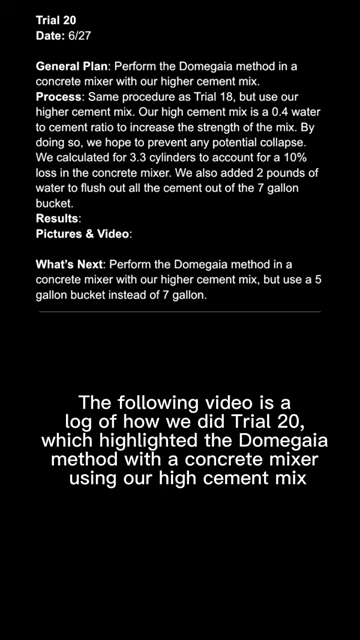 Trial 20
Date: 6/27
General Plan: Perform the Domegaia method in a
concrete mixer with our higher cement mix.
Process: Same procedure as Trial 18, but use our
higher cement mix. Our high cement mix is a 0.4 water
to cement ratio to increase the strength of the mix. By
doing so, we hope to prevent any potential collapse.
We calculated for 3.3 cylinders to account for a 10%
loss in the concrete mixer. We also added 2 pounds of
water to flush out all the cement out of the 7 gallon
bucket.
Results:
Pictures & Video:
What's Next: Perform the Domegaia method in a
concrete mixer with our higher cement mix, but use a 5
gallon bucket instead of 7 gallon.
The following video is a
log of how we did Trial 20,
which highlighted the Domegaia
method with a concrete mixer
using our high cement mix